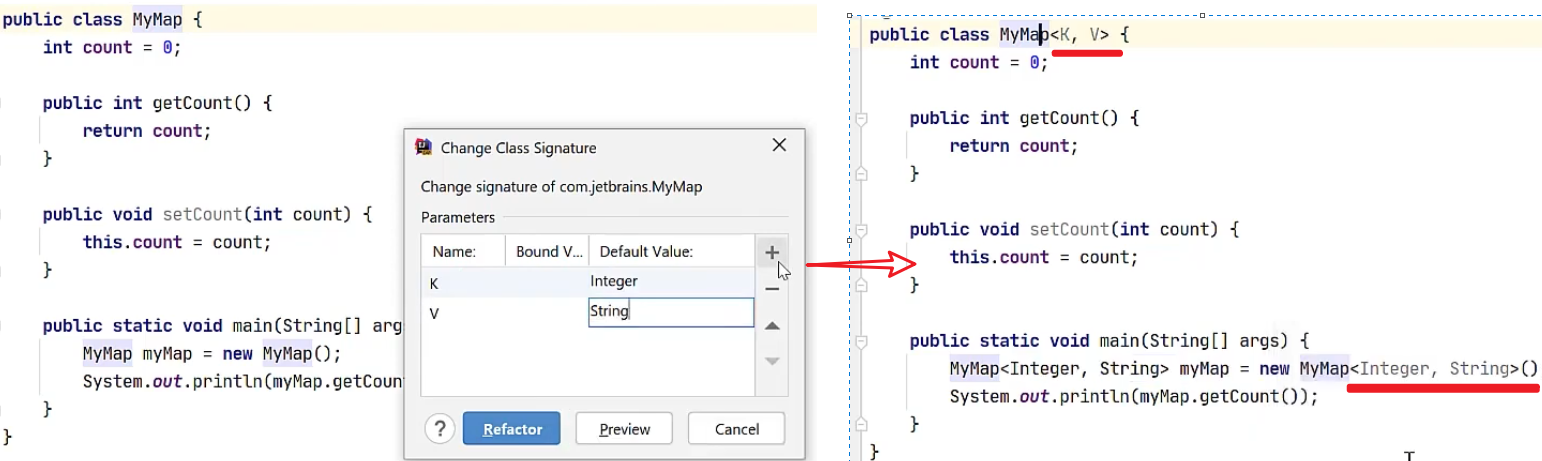 public class MyMap {
int count = 0;
public int getCount() {
return count;
}
public void setCount(int count) {
this.count = count;
}
public static void main(String[] arg
MyMap myMap = new MyMap();
System.out.println(myMap.getCoun
}
}
Change Class Signature
Change signature of com.jetbrains.MyMap
Parameters
Name: Bound V... Default Value:
K Integer
V String
? Refactor Preview Cancel
public class MyMap<K, V> {
int count = 0;
public int getCount() {
return count;
}
public void setCount(int count) {
this.count = count;
}
public static void main(String[] args) {
MyMap<Integer, String> myMap = new MyMap<Integer, String>()
System.out.println(myMap.getCount());
}
}